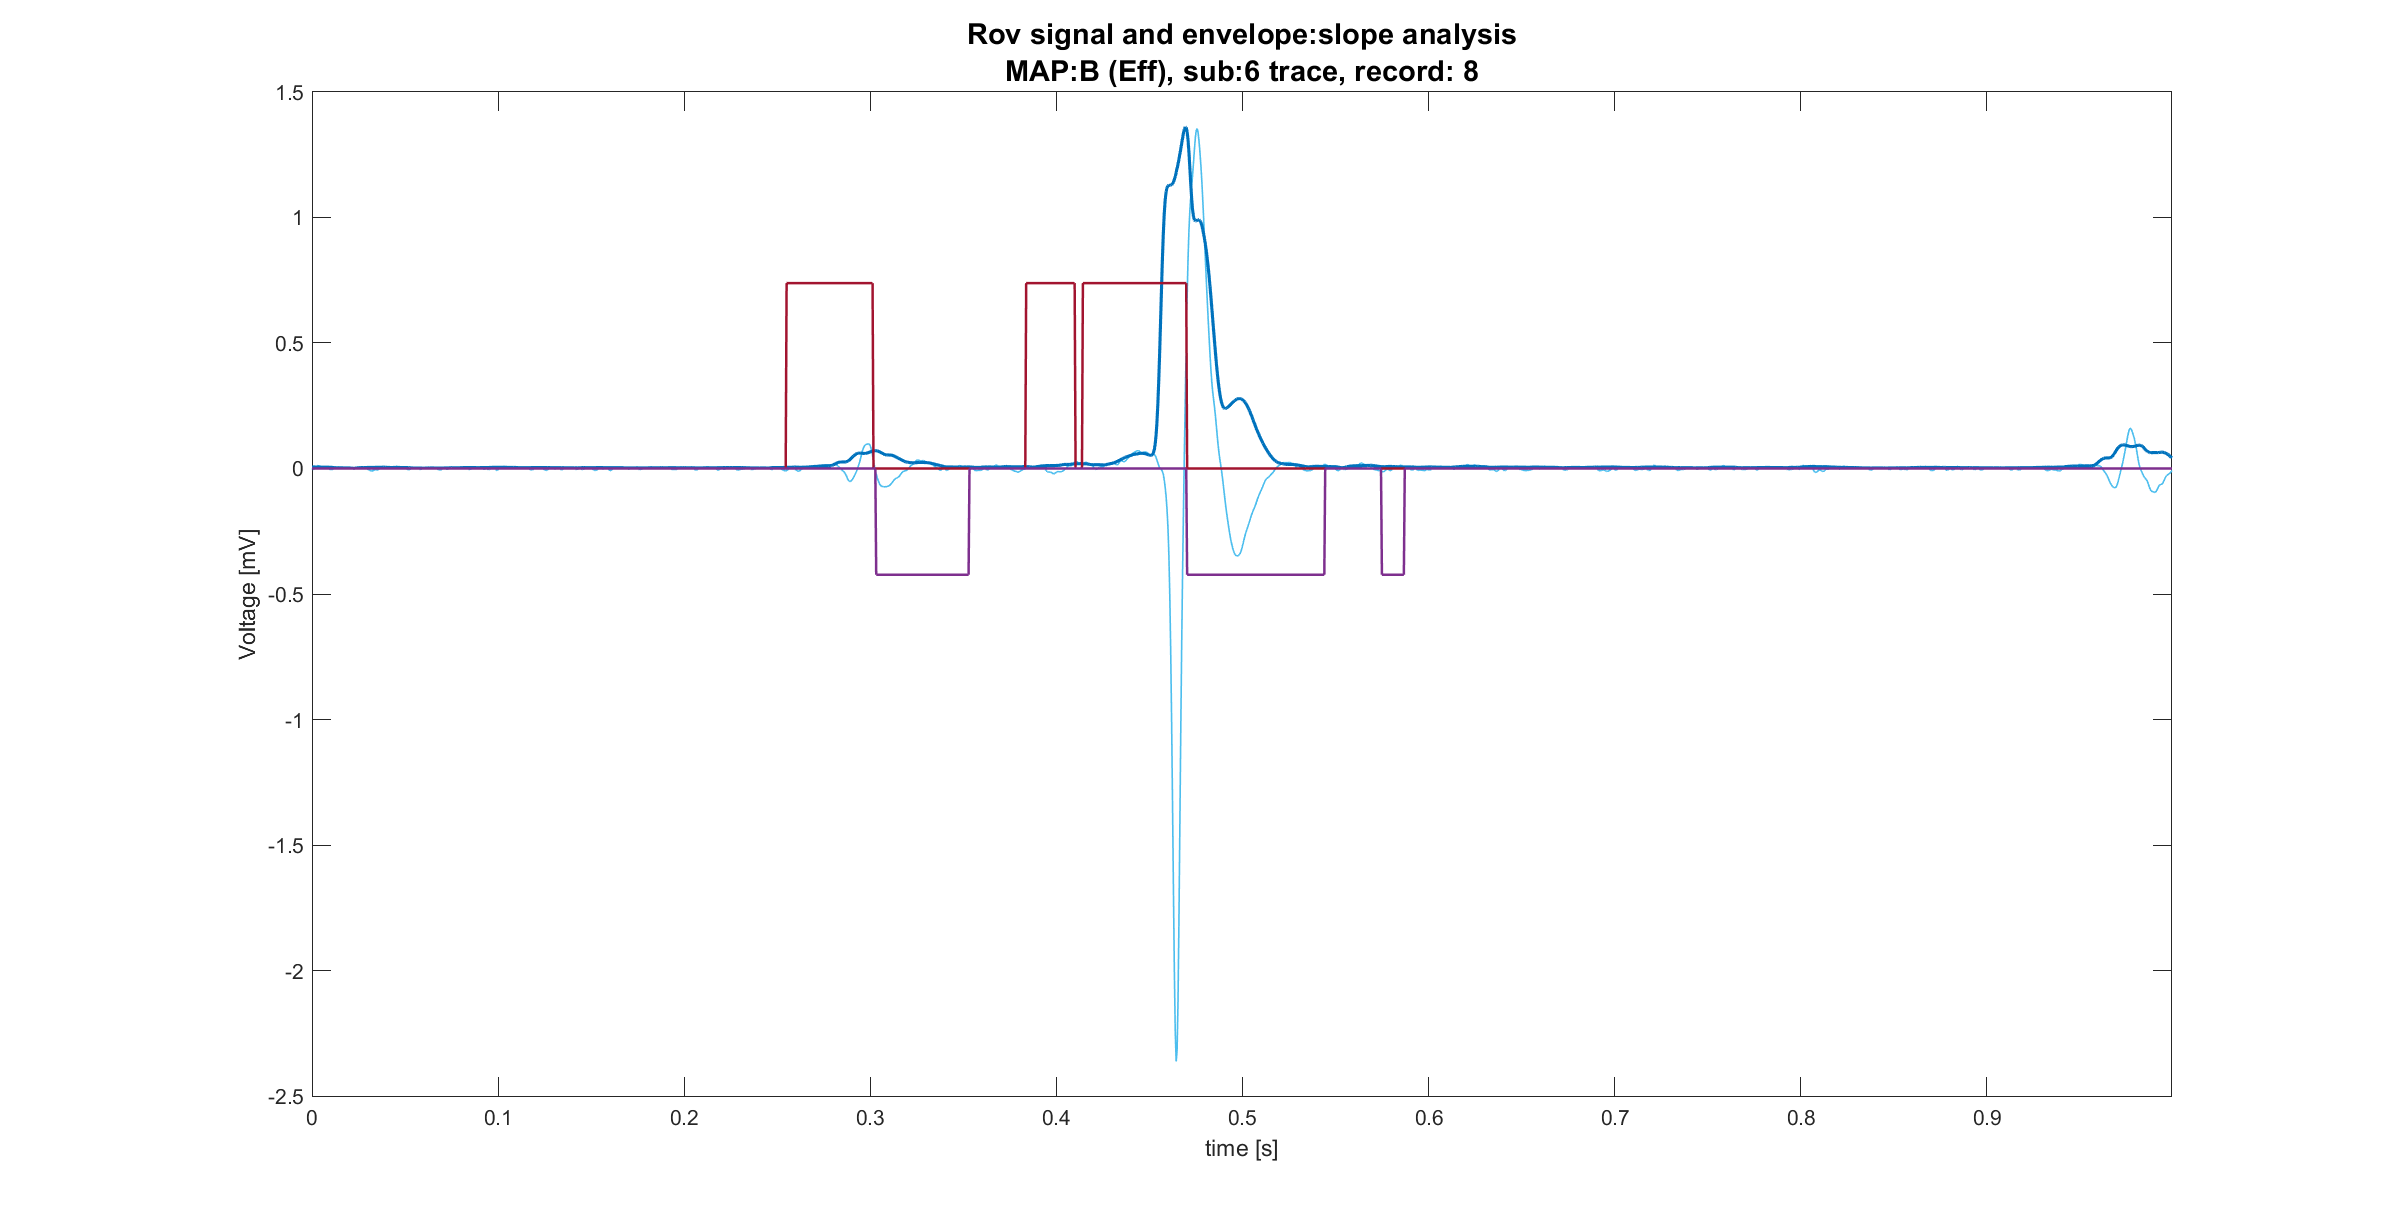 Rov signal and envelope:slope analysis
MAP:B (Eff), sub:6 trace, record: 8
1.5
1
0.5
0
-0.5
-1
-1.5
-2
-2.5
Voltage [mV]
0 0.1 0.2 0.3 0.4 0.5 0.6 0.7 0.8 0.9
time [s]